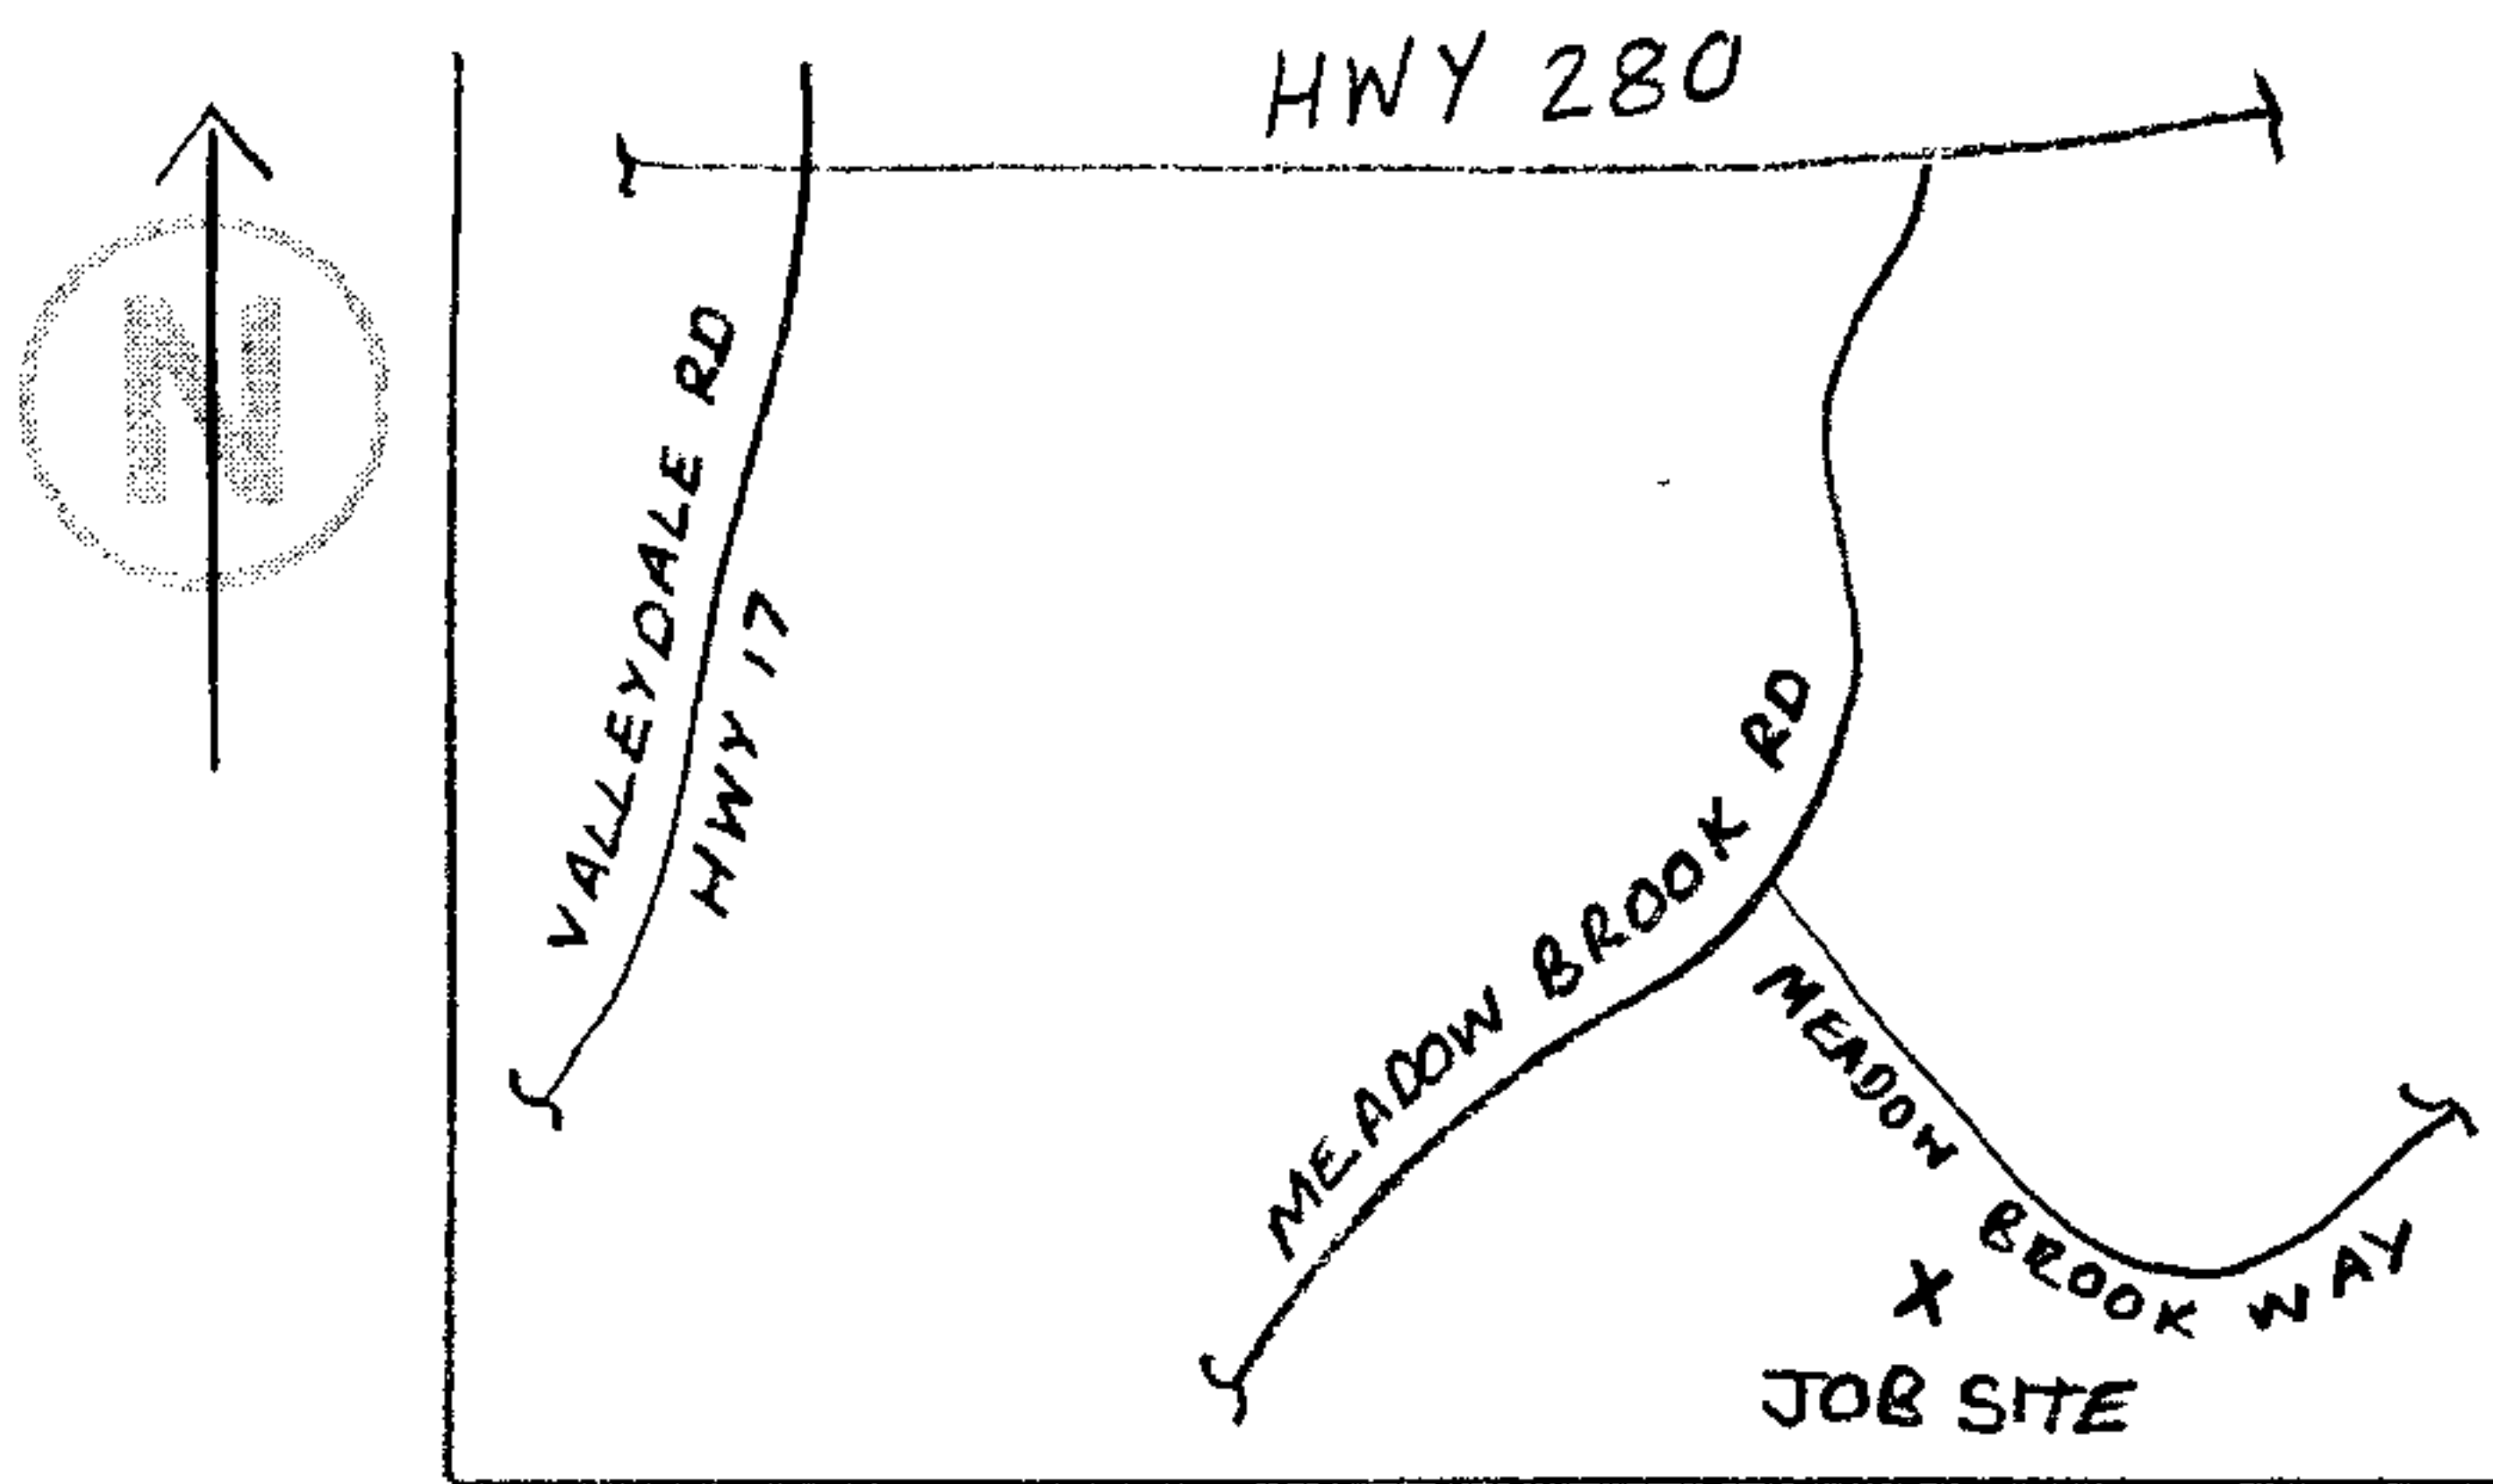 HWY 280
N
VALLEYDALE RD
HWY 17
MEADOW BROOK RD
MEADOW BROOK WAY
X
JOB SITE